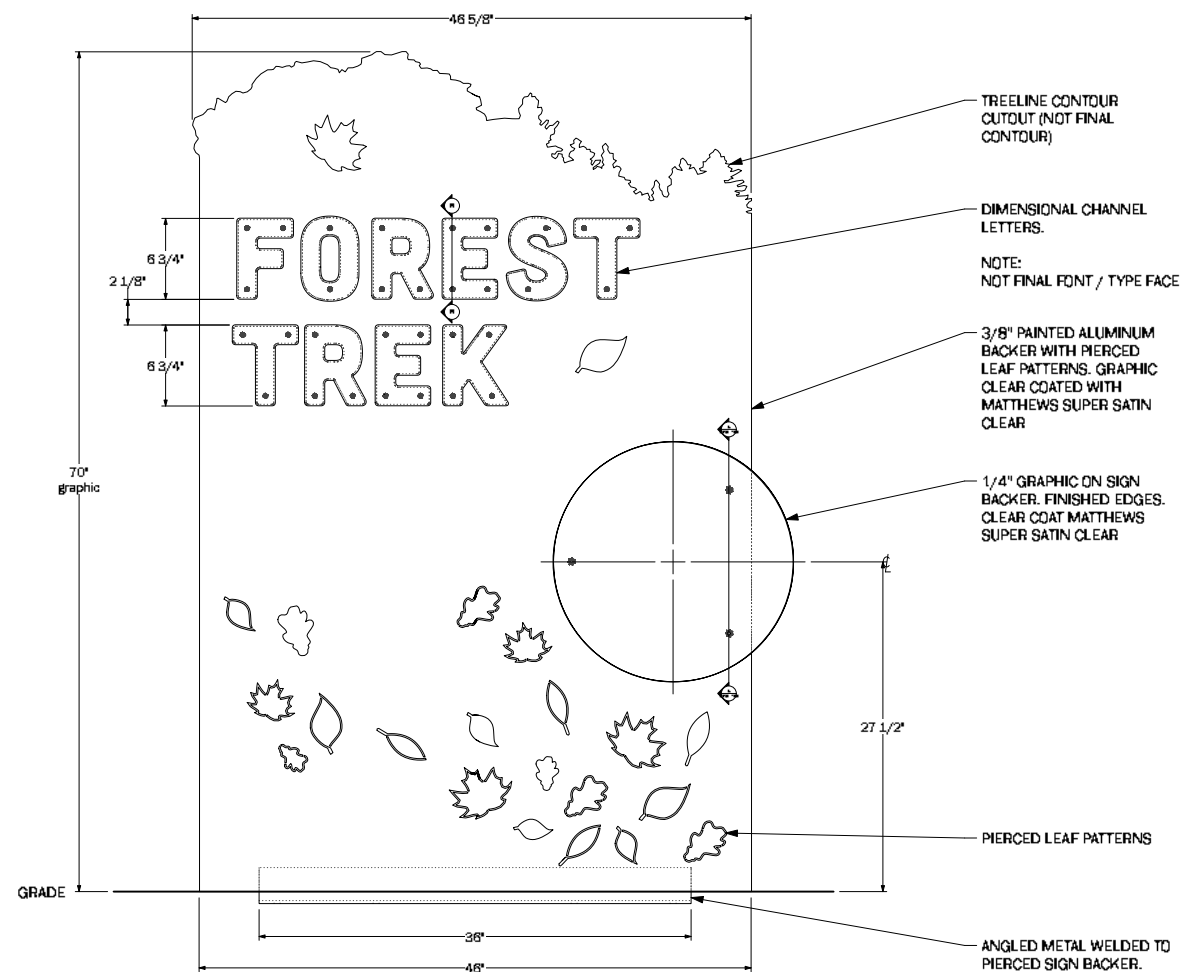 46 5/8"
TREELINE CONTOUR
CUTOUT (NOT FINAL
CONTOUR)
FOREST
DIMENSIONAL CHANNEL
LETTERS.
6 3/4"
NOTE:
NOT FINAL FONT / TYPE FACE
2 1/8"
TREK
6 3/4"
3/8" PAINTED ALUMINUM
BACKER WITH PIERCED
LEAF PATTERNS. GRAPHIC
CLEAR COATED WITH
MATTHEWS SUPER SATIN
CLEAR
70"
graphic
1/4" GRAPHIC ON SIGN
BACKER. FINISHED EDGES.
CLEAR COAT MATTHEWS
SUPER SATIN CLEAR
27 1/2"
PIERCED LEAF PATTERNS
GRADE
36"
ANGLED METAL WELDED TO
PIERCED SIGN BACKER.
46"